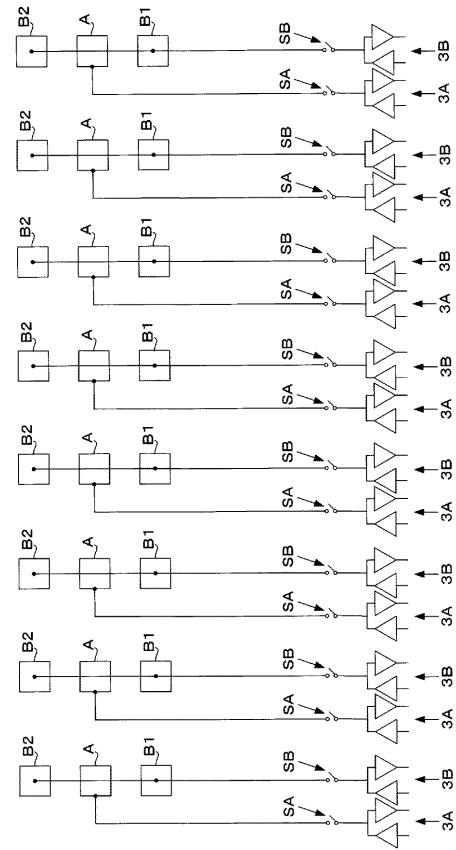 B2 B2 B2 B2 B2 B2 B2 B2
A A A A A A A A
B1 B1 B1 B1 B1 B1 B1 B1
SA SB SA SB SA SB SA SB SA SB SA SB SA SB SA SB
3A 3B 3A 3B 3A 3B 3A 3B 3A 3B 3A 3B 3A 3B 3A 3B